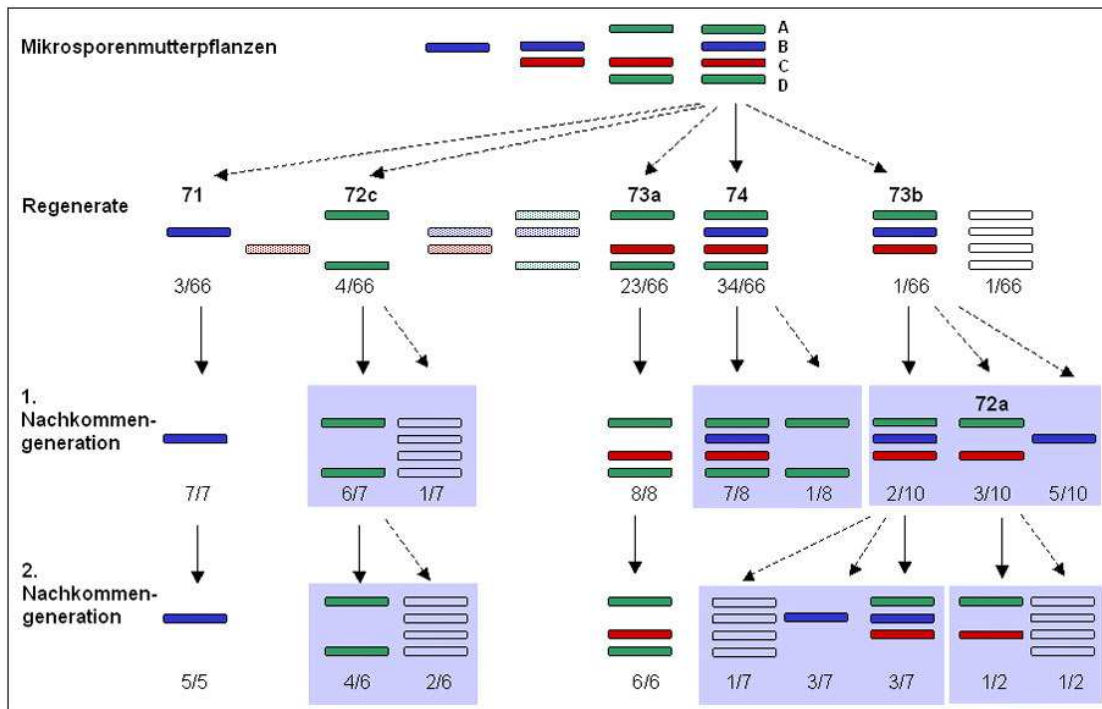 Mikrosporenmutterpflanzen
A
B
C
D
Regenerate
71
72c
73a
74
73b
3/66
4/66
23/66
34/66
1/66
1/66
1.
Nachkommen-
generation
72a
7/7
6/7
1/7
8/8
7/8
1/8
2/10
3/10
5/10
2.
Nachkommen-
generation
5/5
4/6
2/6
6/6
1/7
3/7
3/7
1/2
1/2